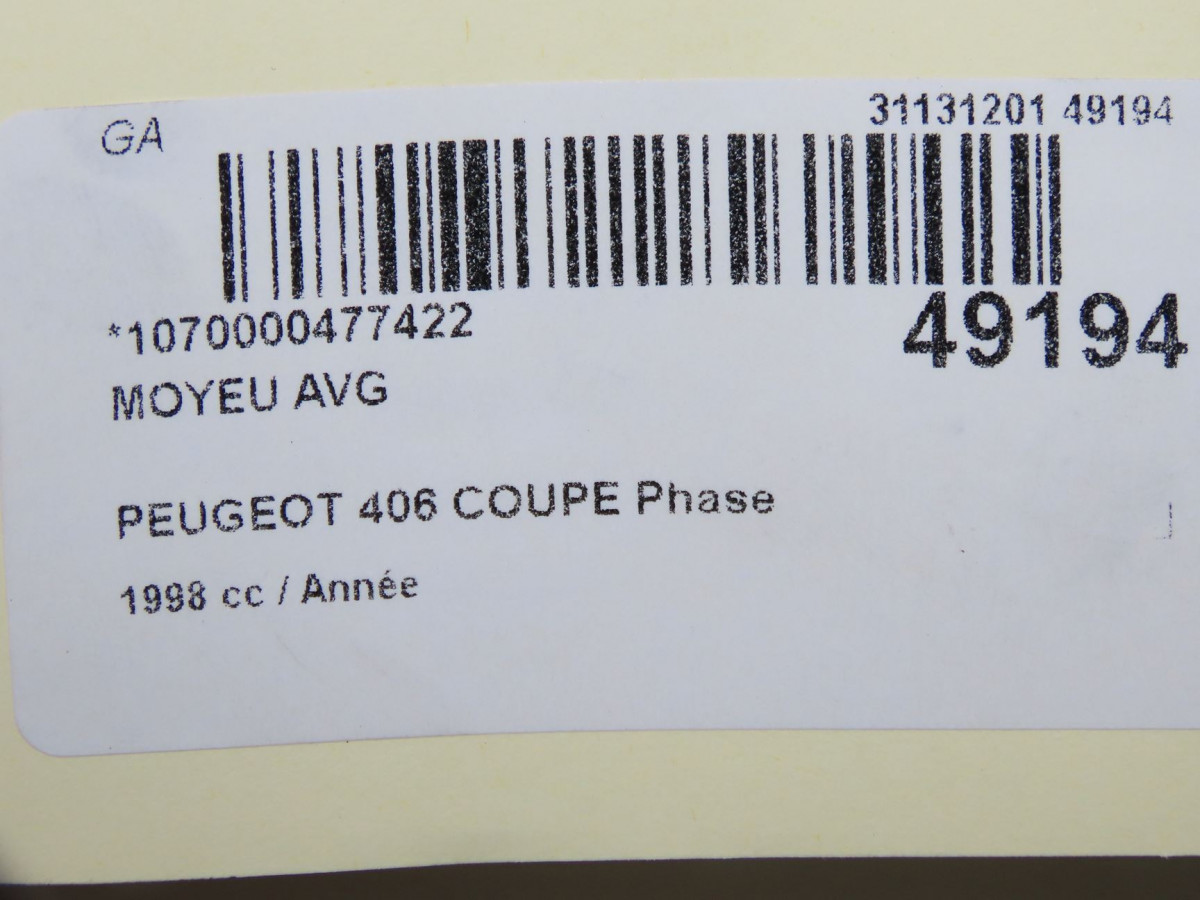 GA
31131201 49194
*1070000477422
49194
MOYEU AVG
PEUGEOT 406 COUPE Phase
1998 cc / Année